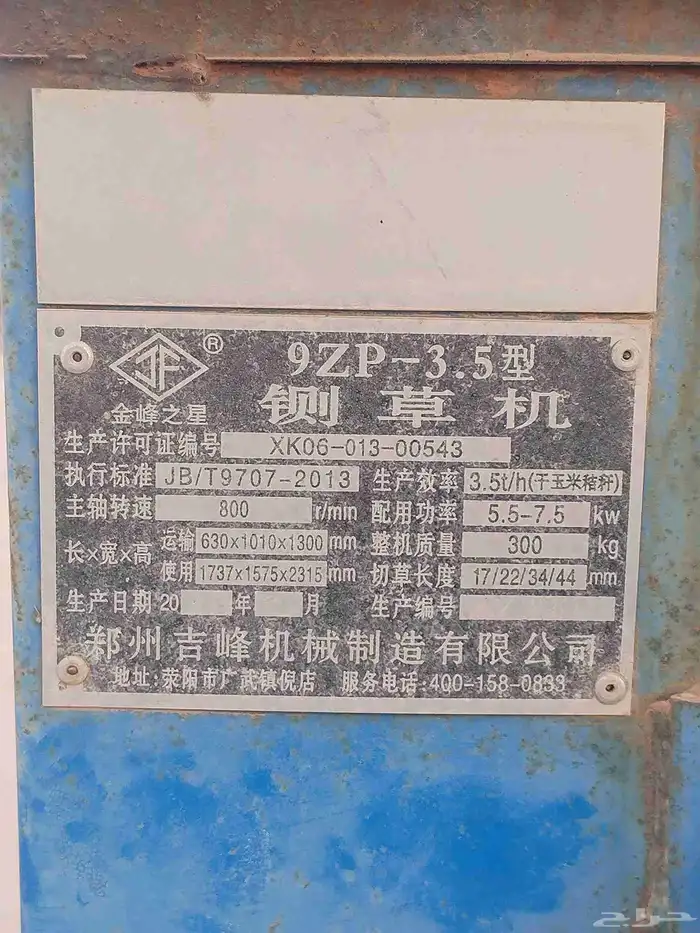 JF ®
9ZP-3.5型
金峰之星
铡草机
生产许可证编号 XK06-013-00543
执行标准 JB/T9707-2013 生产效率 3.5t/h(干玉米秸秆)
主轴转速 800 r/min 配用功率 5.5-7.5 kw
长×宽×高 运输 630×1010×1300 mm 整机质量 300 kg
使用 1737×1575×2315 mm 切草长度 17/22/34/44 mm
生产日期 20 年 月 生产编号
郑州吉峰机械制造有限公司
地址:荥阳市广武镇倪店 服务电话:400-158-0833
حراج